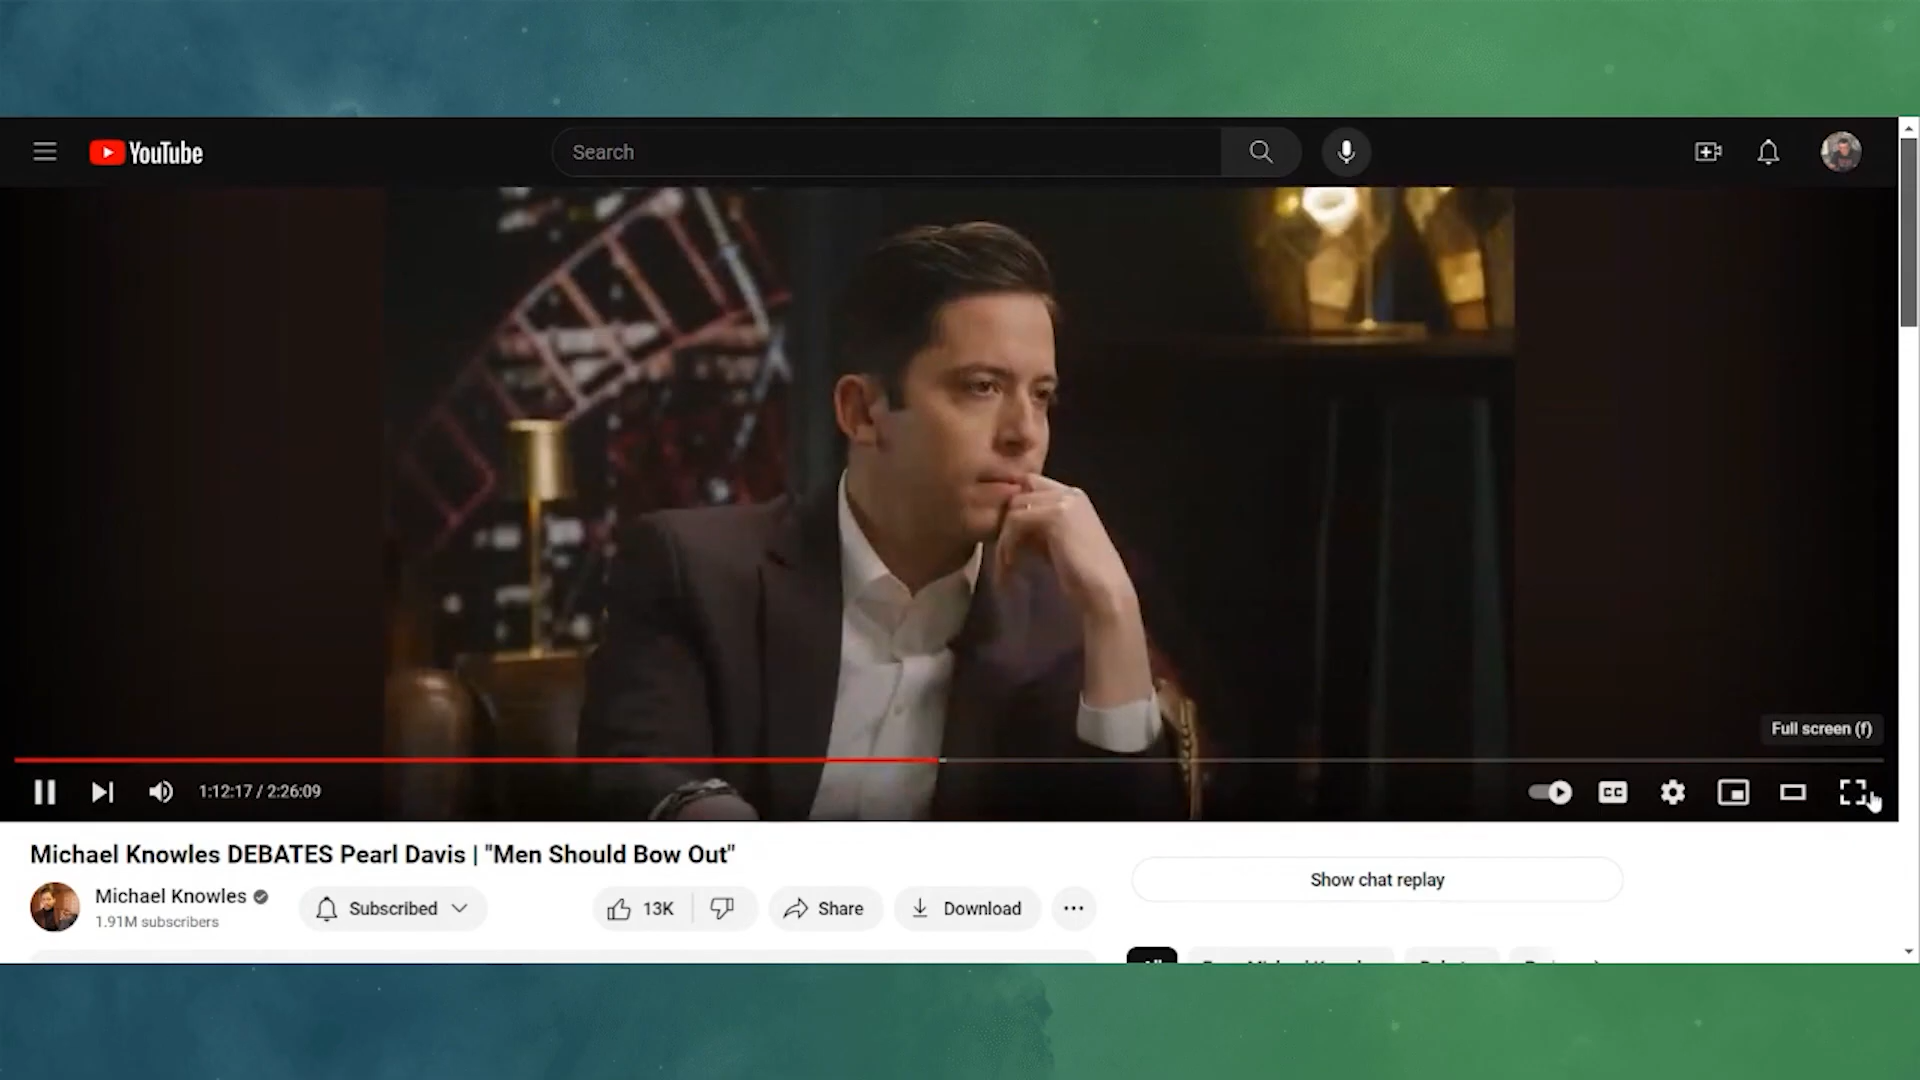 YouTube
Search
Full screen (f)
1:12:17 / 2:26:09
CC
Michael Knowles DEBATES Pearl Davis | "Men Should Bow Out"
Michael Knowles
1.91M subscribers
Subscribed
13K
Share
Download
Show chat replay